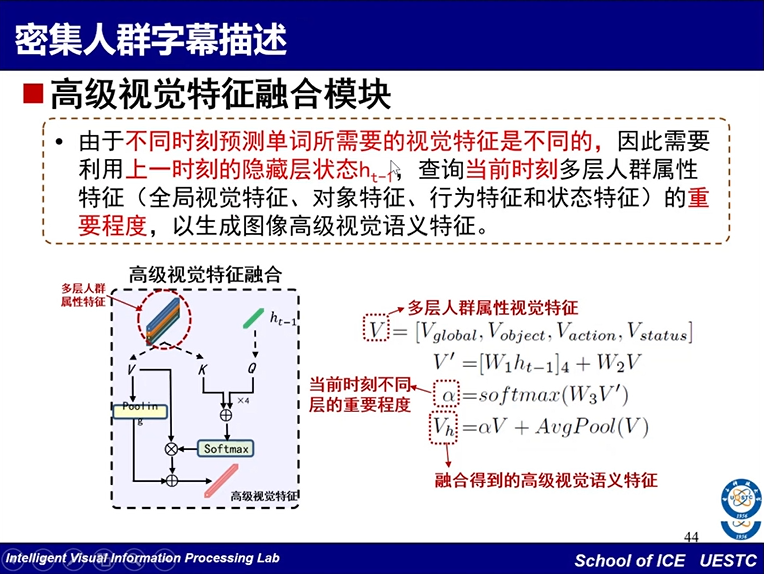 密集人群字幕描述
高级视觉特征融合模块
• 由于不同时刻预测单词所需要的视觉特征是不同的，因此需要
利用上一时刻的隐藏层状态h_{t-1}，查询当前时刻多层人群属性
特征（全局视觉特征、对象特征、行为特征和状态特征）的重
要程度，以生成图像高级视觉语义特征。
高级视觉特征融合
多层人群
属性特征
h_{t-1}
V K Q
×4
Poolin
g
Softmax
高级视觉特征
多层人群属性视觉特征
V = [V_{global}, V_{object}, V_{action}, V_{status}]
V' =[W_1h_{t-1}]_4 + W_2V
当前时刻不同
层的重要程度
α =softmax(W_3V')
V_h =αV + AvgPool(V)
融合得到的高级视觉语义特征
UESTC
1956
1956
44
Intelligent Visual Information Processing Lab
School of ICE UESTC